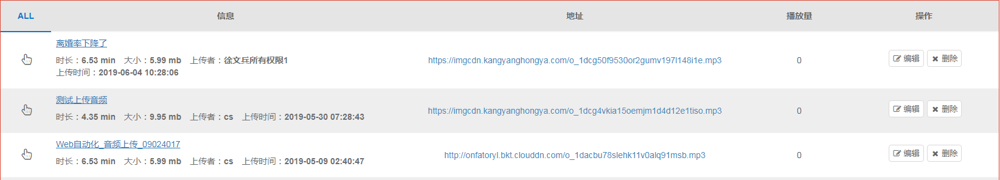 ALL 信息 地址 播放量 操作
离婚率下降了
时长：6.53 min 大小：5.99 mb 上传者：徐文兵所有权限1
上传时间：2019-06-04 10:28:06
https://imgcdn.kangyanghongya.com/o_1dcg50f9530or2gumv197l148i1e.mp3 0 编辑 删除
测试上传音频
时长：4.35 min 大小：9.95 mb 上传者：cs 上传时间：2019-05-30 07:28:43
https://imgcdn.kangyanghongya.com/o_1dcg4vkia15oemjm1d4d12e1tiso.mp3 0 编辑 删除
Web自动化_音频上传_09024017
时长：6.53 min 大小：5.99 mb 上传者：cs 上传时间：2019-05-09 02:40:47
http://onfatoryl.bkt.clouddn.com/o_1dacbu78slehk11v0alq91msb.mp3 0 编辑 删除